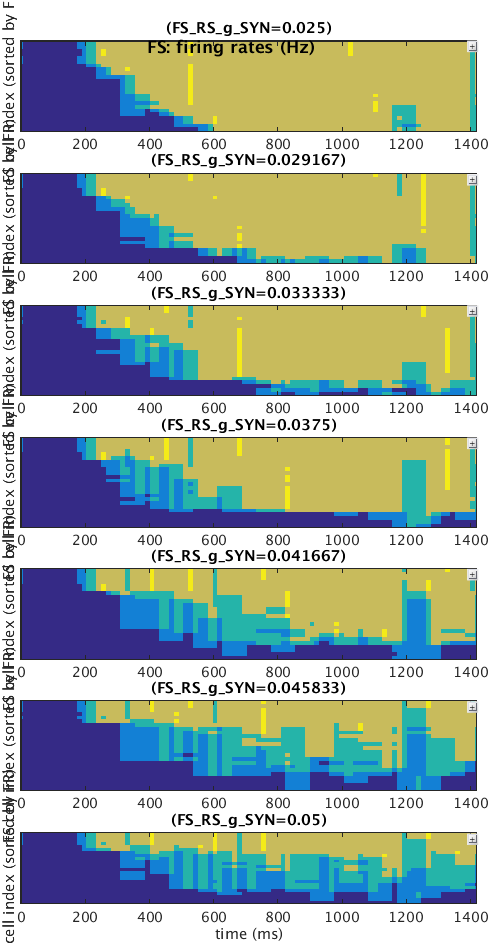 (FS_RS_g_SYN=0.025)
FS: firing rates (Hz)
0 200 400 600 800 1000 1200 1400
(FS_RS_g_SYN=0.029167)
0 200 400 600 800 1000 1200 1400
(FS_RS_g_SYN=0.033333)
0 200 400 600 800 1000 1200 1400
(FS_RS_g_SYN=0.0375)
0 200 400 600 800 1000 1200 1400
(FS_RS_g_SYN=0.041667)
0 200 400 600 800 1000 1200 1400
(FS_RS_g_SYN=0.045833)
0 200 400 600 800 1000 1200 1400
(FS_RS_g_SYN=0.05)
cell index (sorted by FR)
0 200 400 600 800 1000 1200 1400
time (ms)